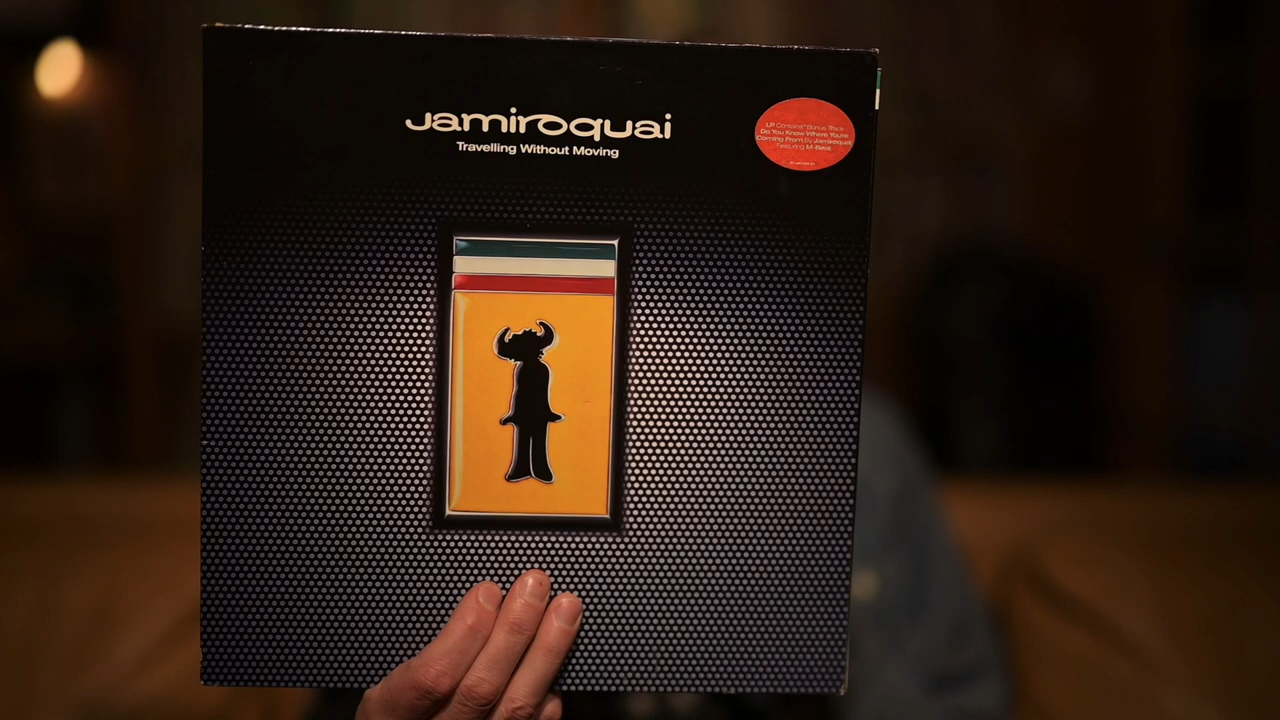 Jamiroquai
Travelling Without Moving
LP Contains "Bonus Track
Do You Know Where You're
Coming From By Jamiroquai
Featuring M-Beat